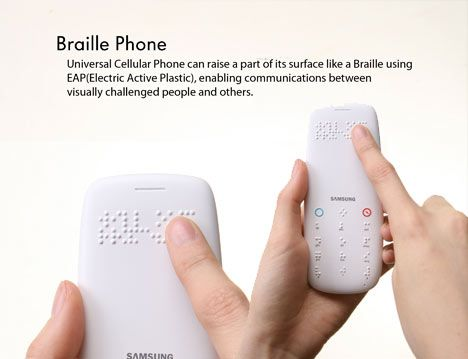 Braille Phone
Universal Cellular Phone can raise a part of its surface like a Braille using
EAP(Electric Active Plastic), enabling communications between
visually challenged people and others.
SAMSUNG
SAMSUNG